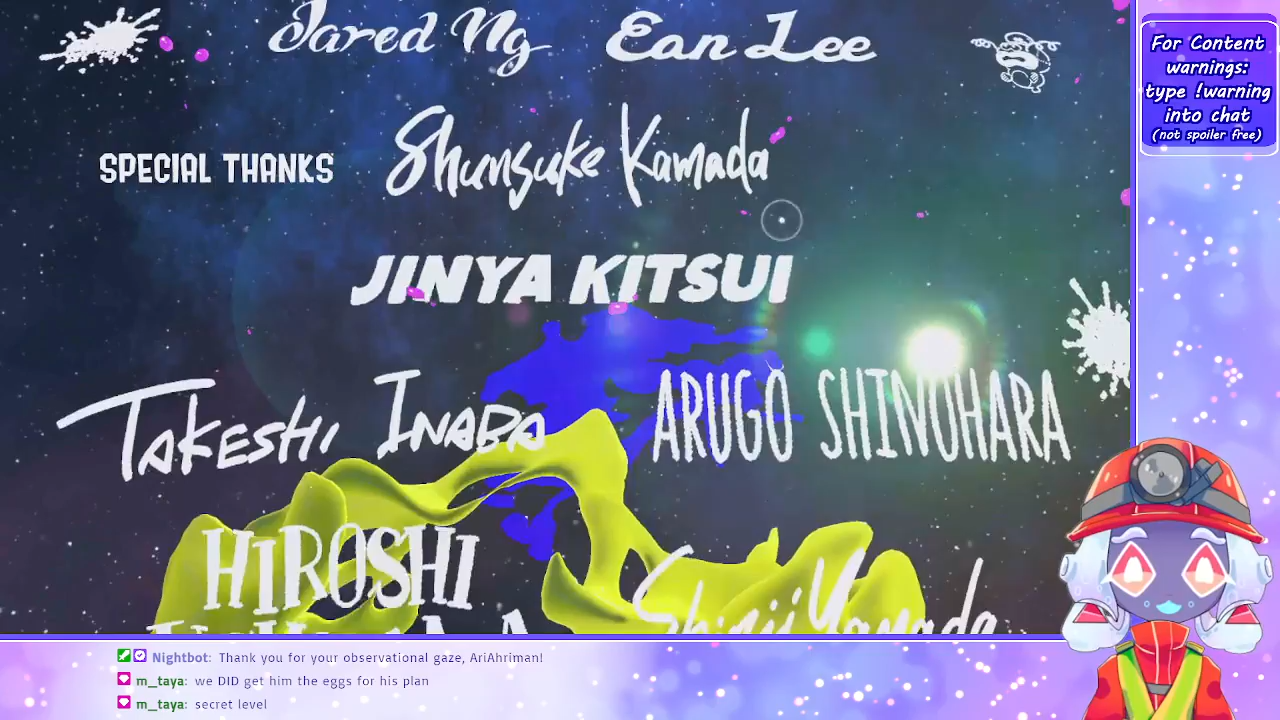 Jared Ng Ean Lee
SPECIAL THANKS Shunsuke Kamada
JINYA KITSUI
TAKESHI INABA ARUGO SHINOHARA
HIROSHI
Shinji Yamada
For Content
warnings:
type !warning
into chat
(not spoiler free)
Nightbot: Thank you for your observational gaze, AriAhriman!
m_taya: we DID get him the eggs for his plan
m_taya: secret level